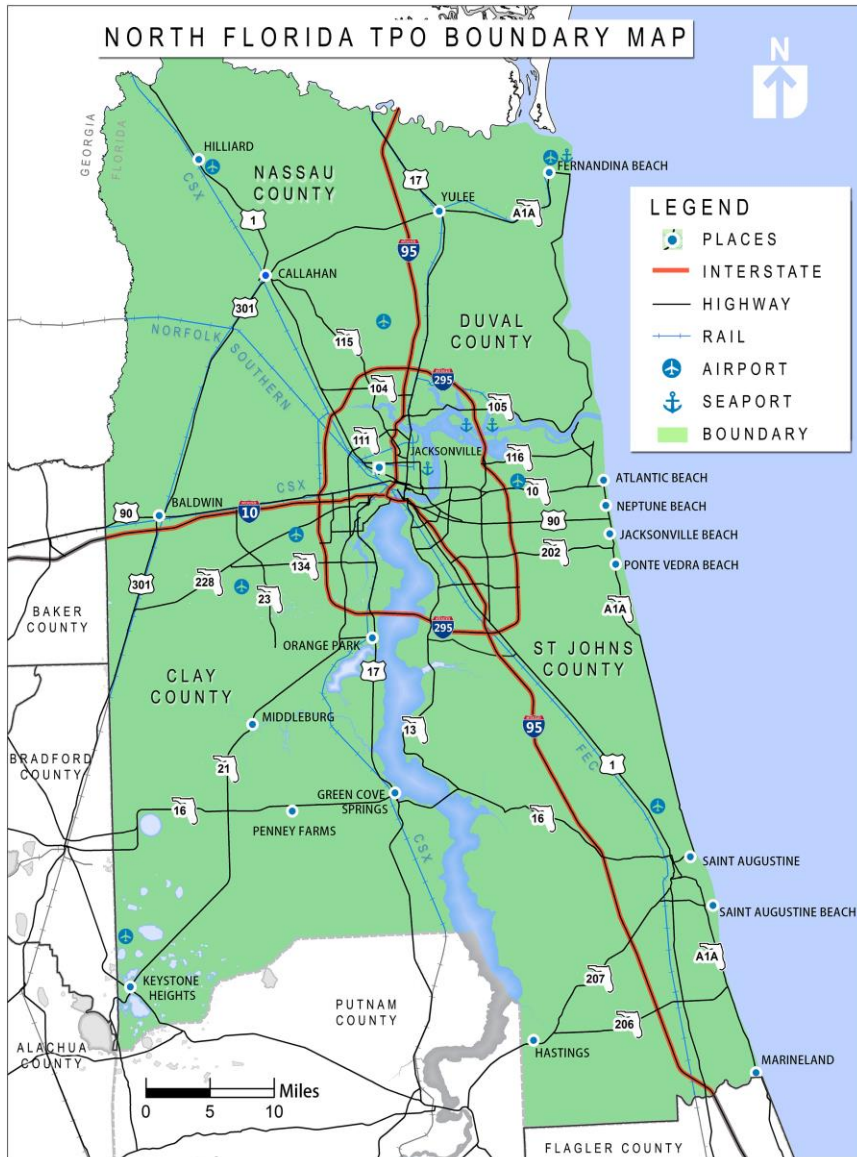 NORTH FLORIDA TPO BOUNDARY MAP
N
GEORGIA
FLORIDA
HILLIARD
NASSAU
COUNTY
CSX
1
17
YULEE
FERNANDINA BEACH
A1A
95
CALLAHAN
301
NORFOLK SOUTHERN
115
DUVAL
COUNTY
LEGEND
PLACES
INTERSTATE
HIGHWAY
RAIL
AIRPORT
SEAPORT
BOUNDARY
104
295
105
111
JACKSONVILLE
116
10
CSX
BALDWIN
90
10
90
202
ATLANTIC BEACH
NEPTUNE BEACH
JACKSONVILLE BEACH
PONTE VEDRA BEACH
301
228
23
134
A1A
BAKER
COUNTY
ORANGE PARK
295
17
ST JOHNS
COUNTY
CLAY
COUNTY
MIDDLEBURG
13
95
FEC
1
BRADFORD
COUNTY
21
16
GREEN COVE
SPRINGS
PENNEY FARMS
CSX
16
SAINT AUGUSTINE
SAINT AUGUSTINE BEACH
A1A
KEYSTONE
HEIGHTS
207
206
PUTNAM
COUNTY
ALACHUA
COUNTY
HASTINGS
MARINELAND
Miles
0 5 10
FLAGLER COUNTY